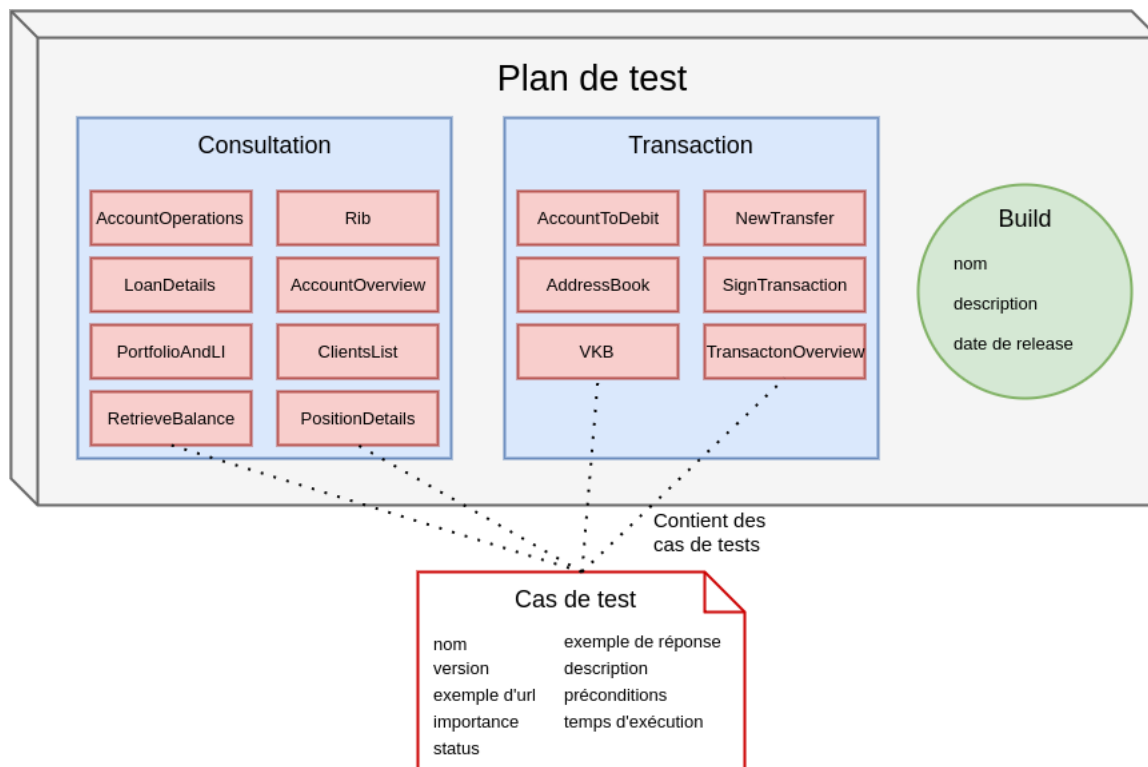 Plan de test
Consultation
AccountOperations
Rib
LoanDetails
AccountOverview
PortfolioAndLI
ClientsList
RetrieveBalance
PositionDetails
Transaction
AccountToDebit
NewTransfer
AddressBook
SignTransaction
VKB
TransactonOverview
Build
nom
description
date de release
Contient des
cas de tests
Cas de test
nom
version
exemple d'url
importance
status
exemple de réponse
description
préconditions
temps d'exécution